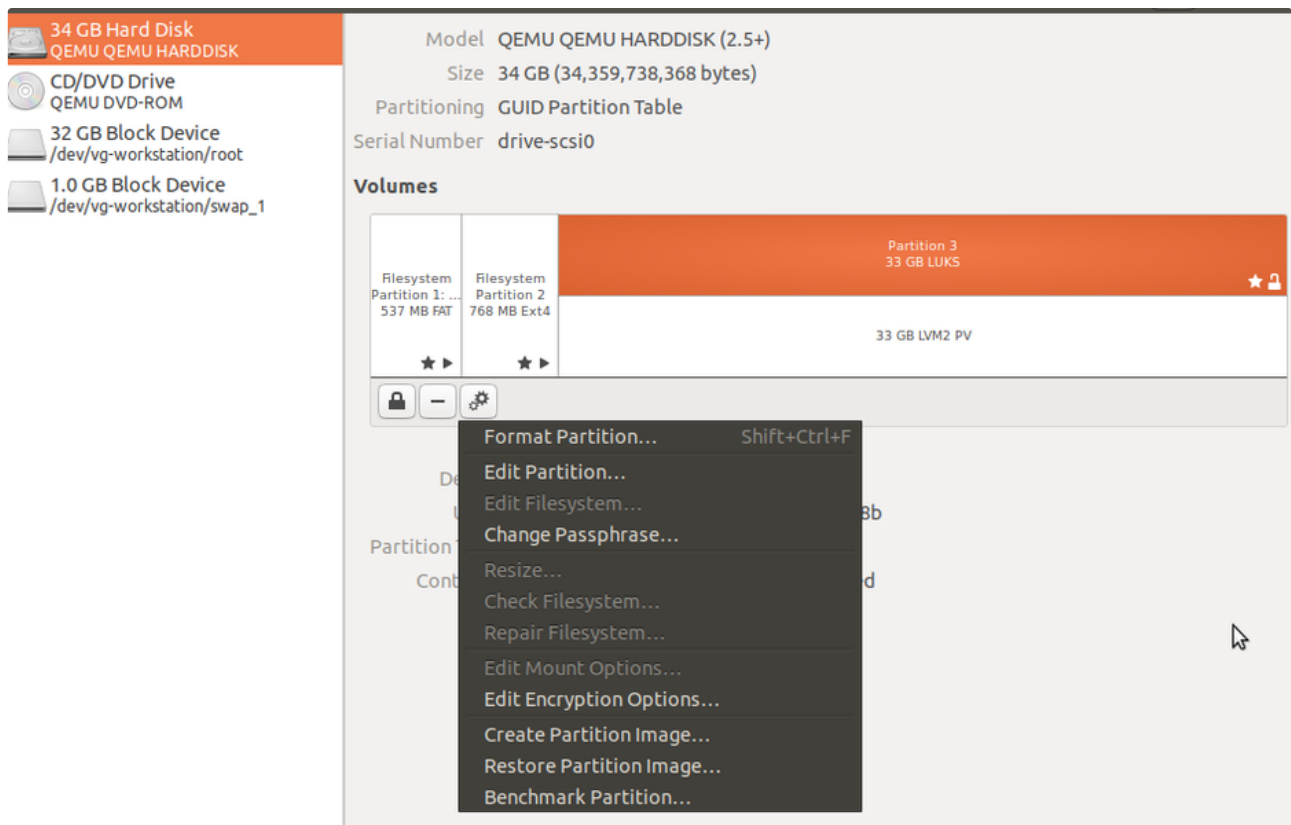 34 GB Hard Disk
QEMU QEMU HARDDISK
CD/DVD Drive
QEMU DVD-ROM
32 GB Block Device
/dev/vg-workstation/root
1.0 GB Block Device
/dev/vg-workstation/swap_1
Model QEMU QEMU HARDDISK (2.5+)
Size 34 GB (34,359,738,368 bytes)
Partitioning GUID Partition Table
Serial Number drive-scsi0
Volumes
Filesystem
Partition 1: ...
537 MB FAT
Filesystem
Partition 2
768 MB Ext4
Partition 3
33 GB LUKS
33 GB LVM2 PV
Format Partition... Shift+Ctrl+F
Edit Partition...
Edit Filesystem...
Change Passphrase...
Resize...
Check Filesystem...
Repair Filesystem...
Edit Mount Options...
Edit Encryption Options...
Create Partition Image...
Restore Partition Image...
Benchmark Partition...
De
8b
Partition
Cont
d